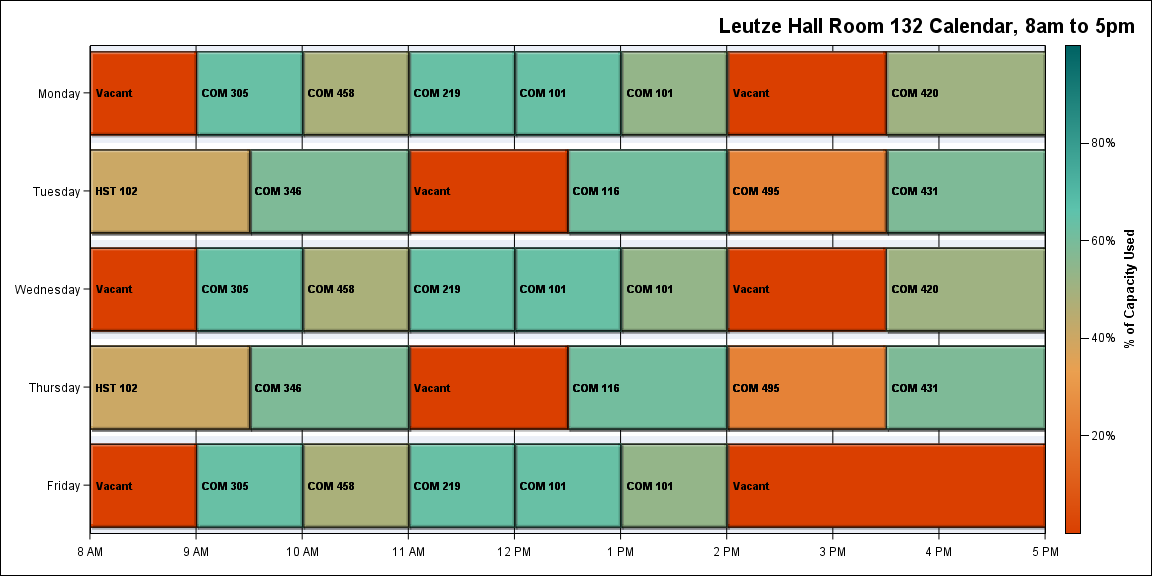 Leutze Hall Room 132 Calendar, 8am to 5pm
Monday
Vacant
COM 305
COM 458
COM 219
COM 101
COM 101
Vacant
COM 420
Tuesday
HST 102
COM 346
Vacant
COM 116
COM 495
COM 431
Wednesday
Vacant
COM 305
COM 458
COM 219
COM 101
COM 101
Vacant
COM 420
Thursday
HST 102
COM 346
Vacant
COM 116
COM 495
COM 431
Friday
Vacant
COM 305
COM 458
COM 219
COM 101
COM 101
Vacant
8 AM
9 AM
10 AM
11 AM
12 PM
1 PM
2 PM
3 PM
4 PM
5 PM
80%
60%
40%
20%
% of Capacity Used